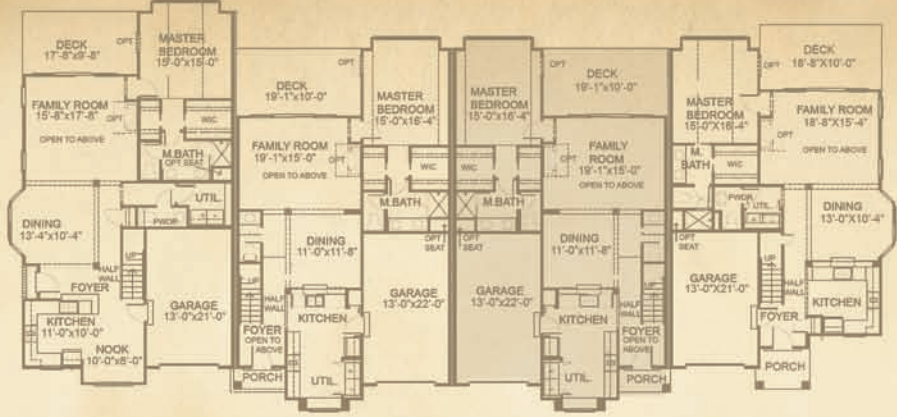 DECK
17'-8"x9'-8"
OPT
MASTER
BEDROOM
15'-0"x15'-0"
FAMILY ROOM
15'-8"x17'-8"
OPEN TO ABOVE
OPT
WIC
M.BATH
OPT SEAT
UTIL
PWDR
DINING
13'-4"x10'-4"
HALF
WALL
UP
FOYER
KITCHEN
11'-0"x10'-0"
NOOK
10'-0"x8'-0"
GARAGE
13'-0"x21'-0"
DECK
19'-1"x10'-0"
OPT
MASTER
BEDROOM
15'-0"x16'-4"
FAMILY ROOM
19'-1"x15'-0"
OPEN TO ABOVE
OPT
WIC
M.BATH
OPT
SEAT
DINING
11'-0"x11'-8"
UP
HALF
WALL
FOYER
OPEN TO
ABOVE
KITCHEN
UTIL
PORCH
GARAGE
13'-0"x22'-0"
MASTER
BEDROOM
15'-0"x16'-4"
OPT
DECK
19'-1"x10'-0"
WIC
OPT
FAMILY
ROOM
19'-1"x15'-0"
OPEN TO ABOVE
M.BATH
OPT
SEAT
DINING
11'-0"x11'-8"
GARAGE
13'-0"x22'-0"
KITCHEN
HALF
WALL
UP
FOYER
OPEN TO
ABOVE
UTIL
PORCH
OPT
DECK
18'-8"X10'-0"
MASTER
BEDROOM
15'-0"X16'-4"
OPT
FAMILY ROOM
18'-8"X15'-4"
OPEN TO ABOVE
M.
BATH
WIC
PWDR
UTIL
OPT
SEAT
DINING
13'-0"X10'-4"
UP
HALF
WALL
GARAGE
13'-0"X21'-0"
FOYER
KITCHEN
PORCH